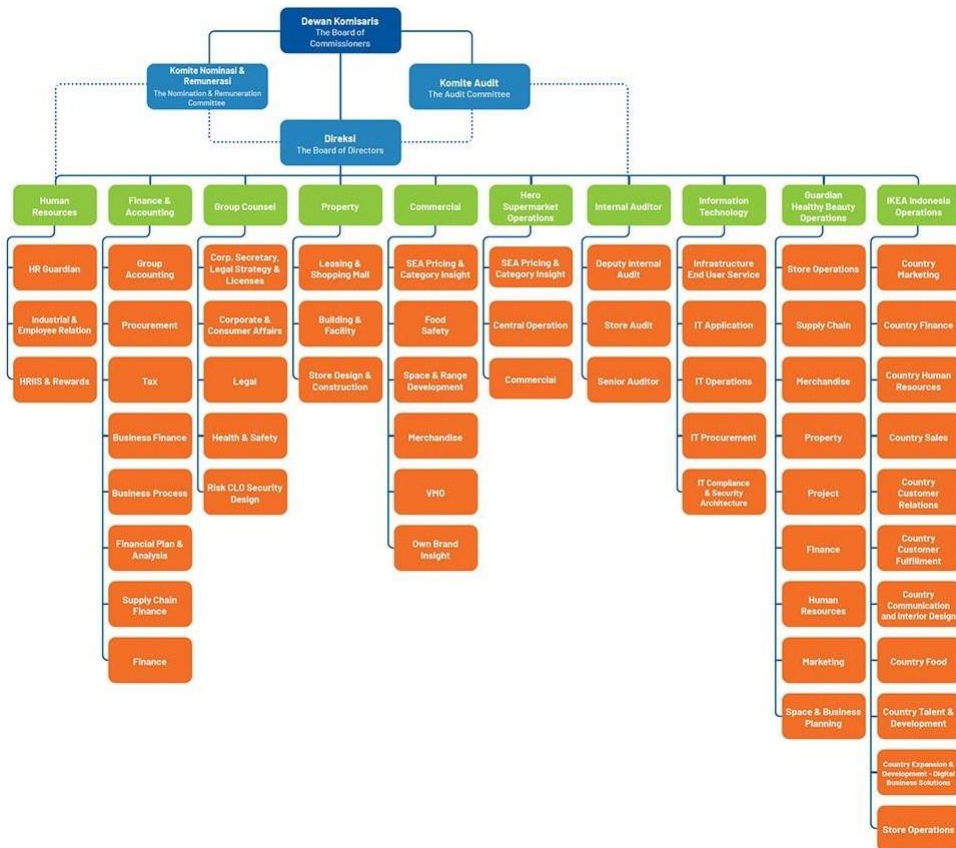 Dewan Komisaris
The Board of
Commissioners
Komite Nominasi &
Remunerasi
The Nomination & Remuneration
Committee
Komite Audit
The Audit Committee
Direksi
The Board of Directors
Human
Resources
HR Guardian
Industrial &
Employee Relation
HRIIS & Rewards
Finance &
Accounting
Group
Accounting
Procurement
Tax
Business Finance
Business Process
Financial Plan &
Analysis
Supply Chain
Finance
Finance
Group Counsel
Corp. Secretary,
Legal Strategy &
Licenses
Corporate &
Consumer Affairs
Legal
Health & Safety
Risk CLO Security
Design
Property
Leasing &
Shopping Mall
Building &
Facility
Store Design &
Construction
Commercial
SEA Pricing &
Category Insight
Food
Safety
Space & Range
Development
Merchandise
VMO
Own Brand
Insight
Hero
Supermarket
Operations
SEA Pricing &
Category Insight
Central Operation
Commercial
Internal Auditor
Deputy Internal
Audit
Store Audit
Senior Auditor
Information
Technology
Infrastructure
End User Service
IT Application
IT Operations
IT Procurement
IT Compliance
& Security
Architecture
Guardian
Healthy Beauty
Operations
Store Operations
Supply Chain
Merchandise
Property
Project
Finance
Human
Resources
Marketing
Space & Business
Planning
IKEA Indonesia
Operations
Country
Marketing
Country Finance
Country Human
Resources
Country Sales
Country
Customer
Relations
Country
Customer
Fulfillment
Country
Communication
and Interior Design
Country Food
Country Talent &
Development
Country Expansion &
Development - Digital
Business Solutions
Store Operations